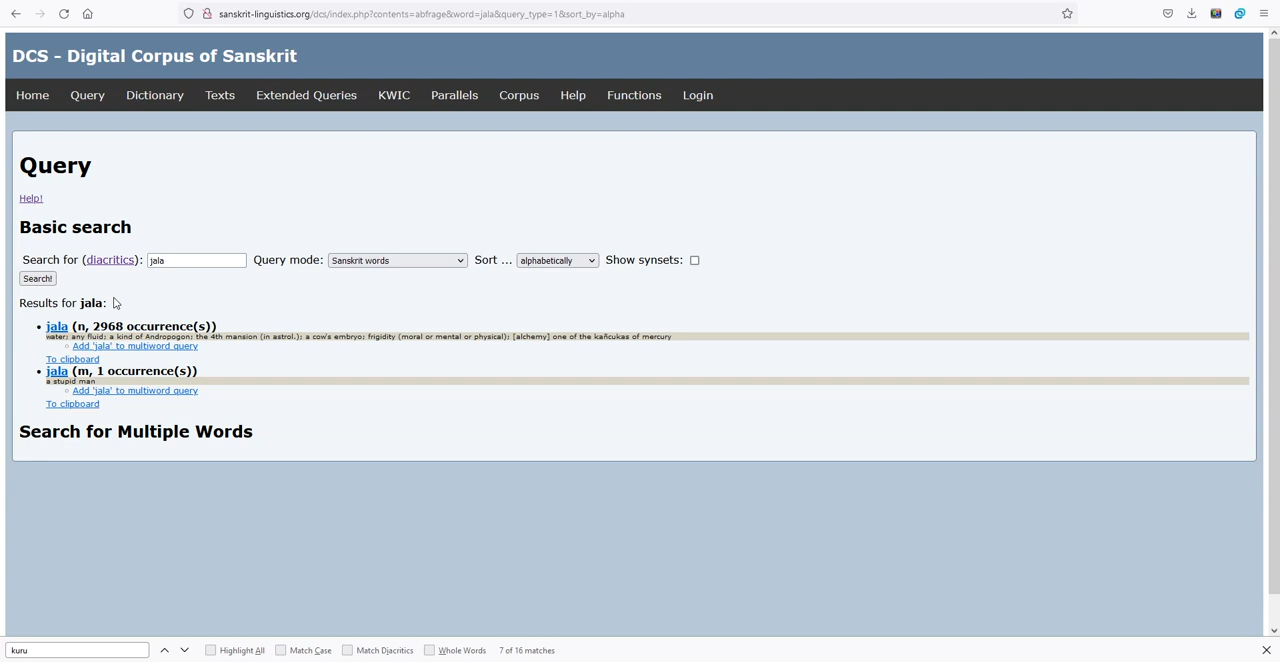 sanskrit-linguistics.org/dcs/index.php?contents=abfrage&word=jala&query_type=1&sort_by=alpha
DCS - Digital Corpus of Sanskrit
Home Query Dictionary Texts Extended Queries KWIC Parallels Corpus Help Functions Login
Query
Help!
Basic search
Search for (diacritics): jala Query mode: Sanskrit words Sort ... alphabetically Show synsets:
Search!
Results for jala:
• jala (n, 2968 occurrence(s))
water; any fluid; a kind of Andropogon; the 4th mansion (in astrol.); a cow's embryo; frigidity (moral or mental or physical); [alchemy] one of the kañcukas of mercury
◦ Add 'jala' to multiword query
To clipboard
• jala (m, 1 occurrence(s))
a stupid man
◦ Add 'jala' to multiword query
To clipboard
Search for Multiple Words
kuru Highlight All Match Case Match Diacritics Whole Words 7 of 16 matches